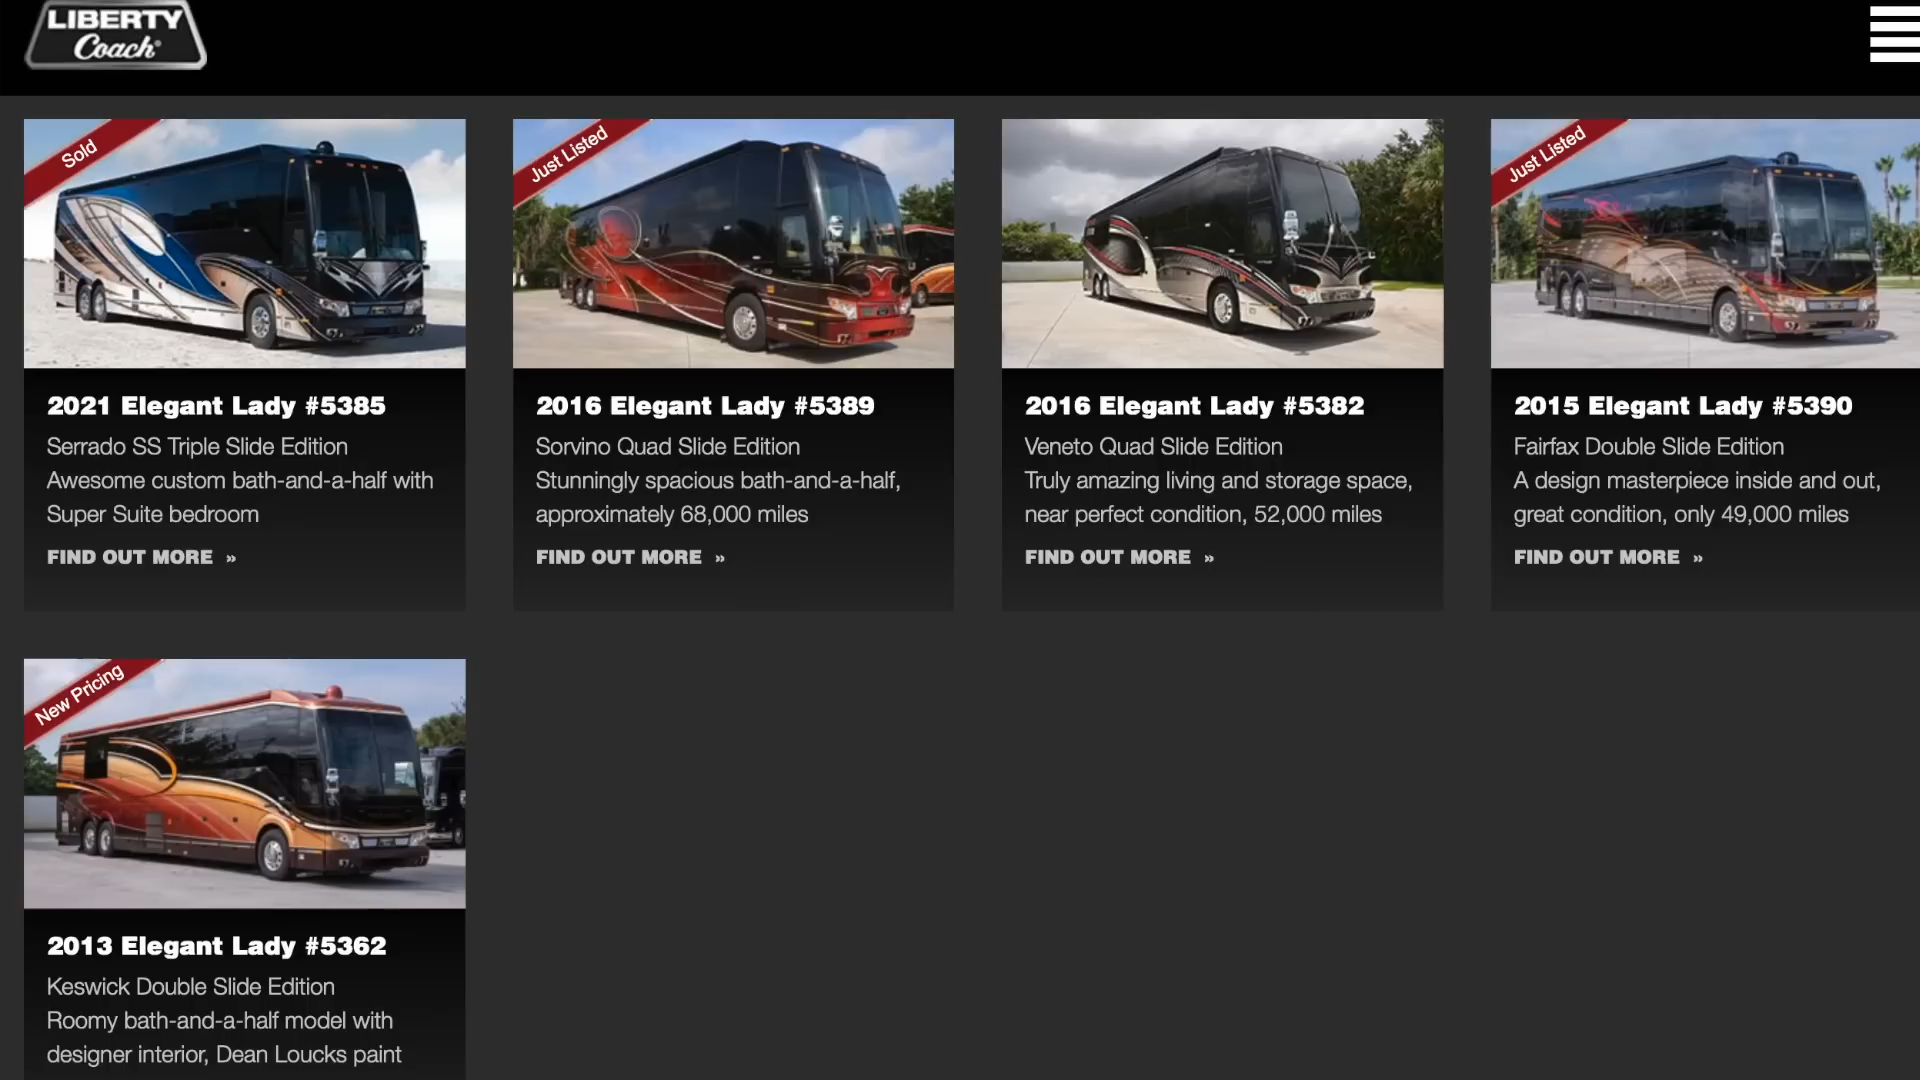 LIBERTY
Coach
Sold
2021 Elegant Lady #5385
Serrado SS Triple Slide Edition
Awesome custom bath-and-a-half with
Super Suite bedroom
FIND OUT MORE »
Just Listed
2016 Elegant Lady #5389
Sorvino Quad Slide Edition
Stunningly spacious bath-and-a-half,
approximately 68,000 miles
FIND OUT MORE »
2016 Elegant Lady #5382
Veneto Quad Slide Edition
Truly amazing living and storage space,
near perfect condition, 52,000 miles
FIND OUT MORE »
Just Listed
2015 Elegant Lady #5390
Fairfax Double Slide Edition
A design masterpiece inside and out,
great condition, only 49,000 miles
FIND OUT MORE »
New Pricing
2013 Elegant Lady #5362
Keswick Double Slide Edition
Roomy bath-and-a-half model with
designer interior, Dean Loucks paint